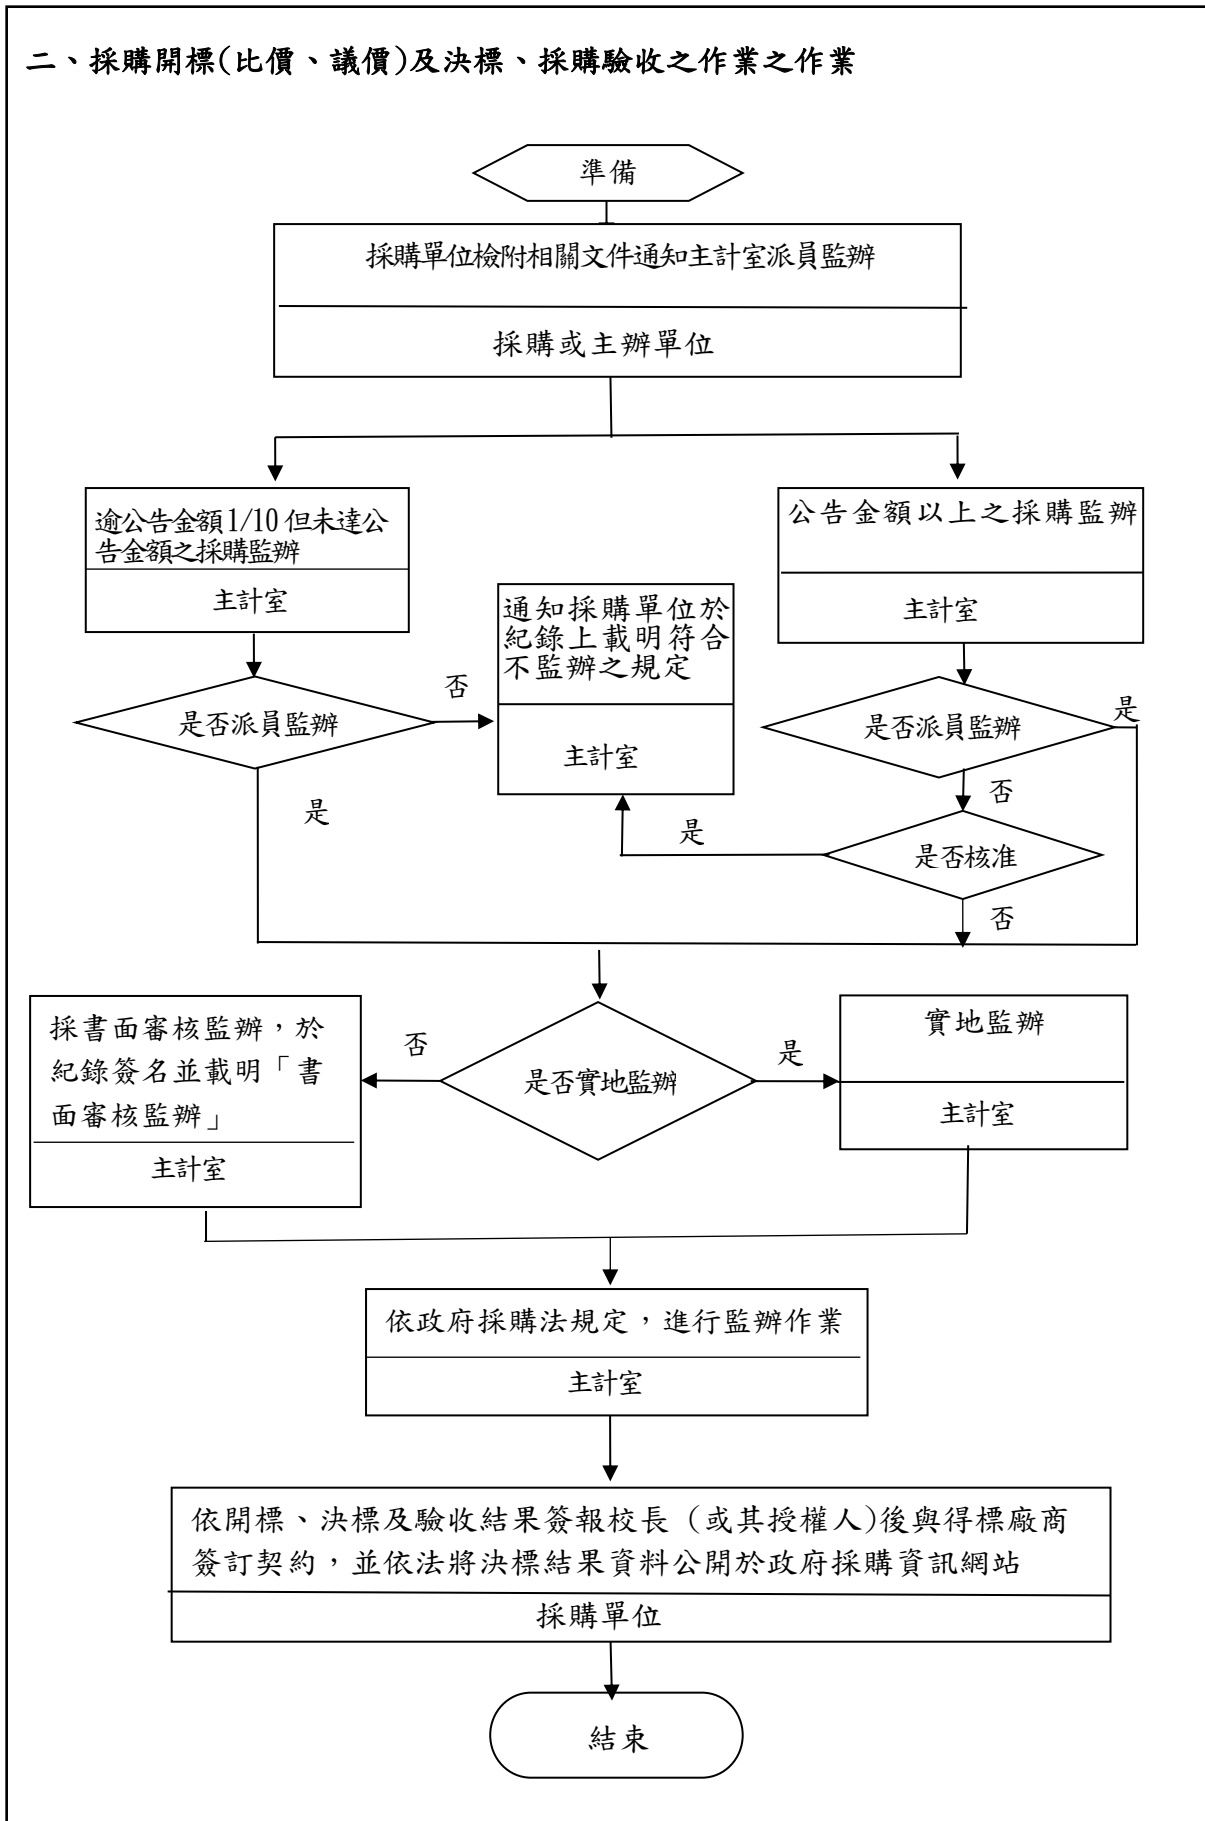 二、採購開標(比價、議價)及決標、採購驗收之作業之作業
準備
採購單位檢附相關文件通知主計室派員監辦
採購或主辦單位
逾公告金額1/10但未達公
告金額之採購監辦
主計室
公告金額以上之採購監辦
主計室
通知採購單位於
紀錄上載明符合
不監辦之規定
主計室
是否派員監辦
否
是
是否派員監辦
是
否
是否核准
是
否
採書面審核監辦，於
紀錄簽名並載明「書
面審核監辦」
主計室
否
是否實地監辦
是
實地監辦
主計室
依政府採購法規定，進行監辦作業
主計室
依開標、決標及驗收結果簽報校長 (或其授權人)後與得標廠商
簽訂契約，並依法將決標結果資料公開於政府採購資訊網站
採購單位
結束